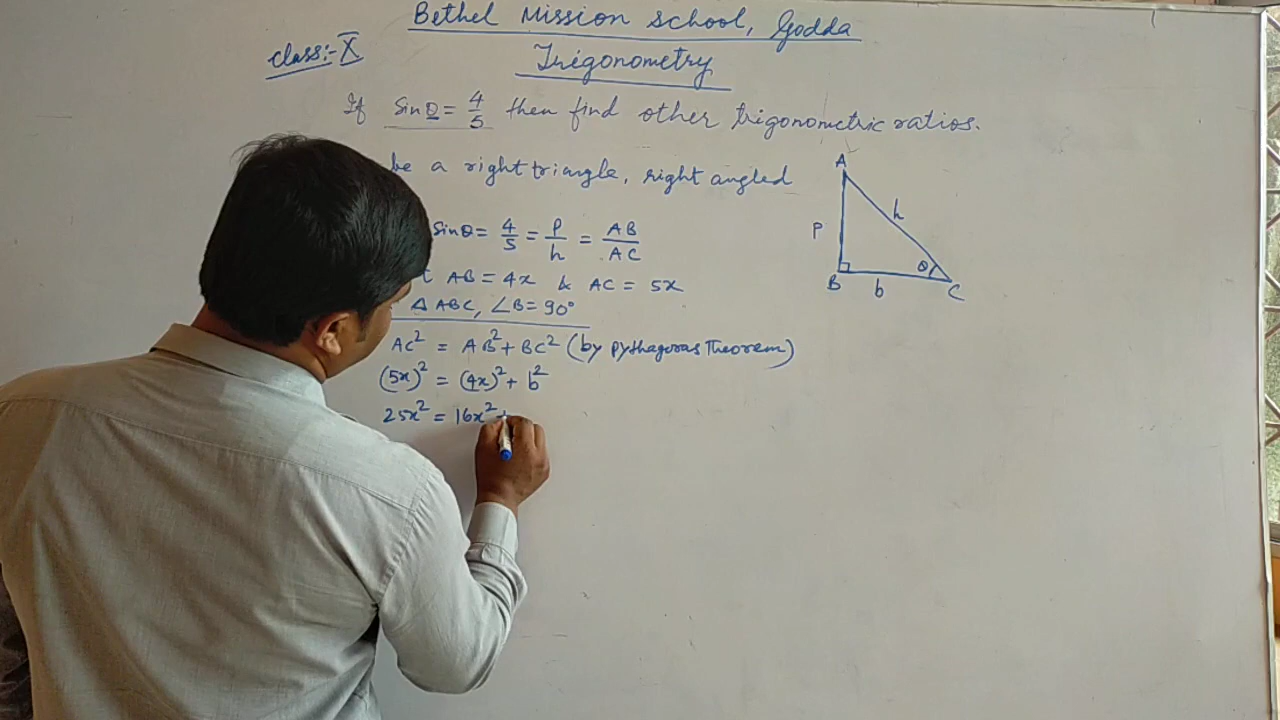 Bethel Mission School, Godda
class:- X
Trigonometry
If Sin θ = 4/5 then find other trigonometric ratios.
be a right triangle, right angled
sinθ = 4/5 = P/h = AB/AC
AB = 4x & AC = 5x
Δ ABC, ∠B = 90°
AC² = AB² + BC² (by pythagoras Theorem)
(5x)² = (4x)² + b²
25x² = 16x² +
A
h
P
θ
B
b
C